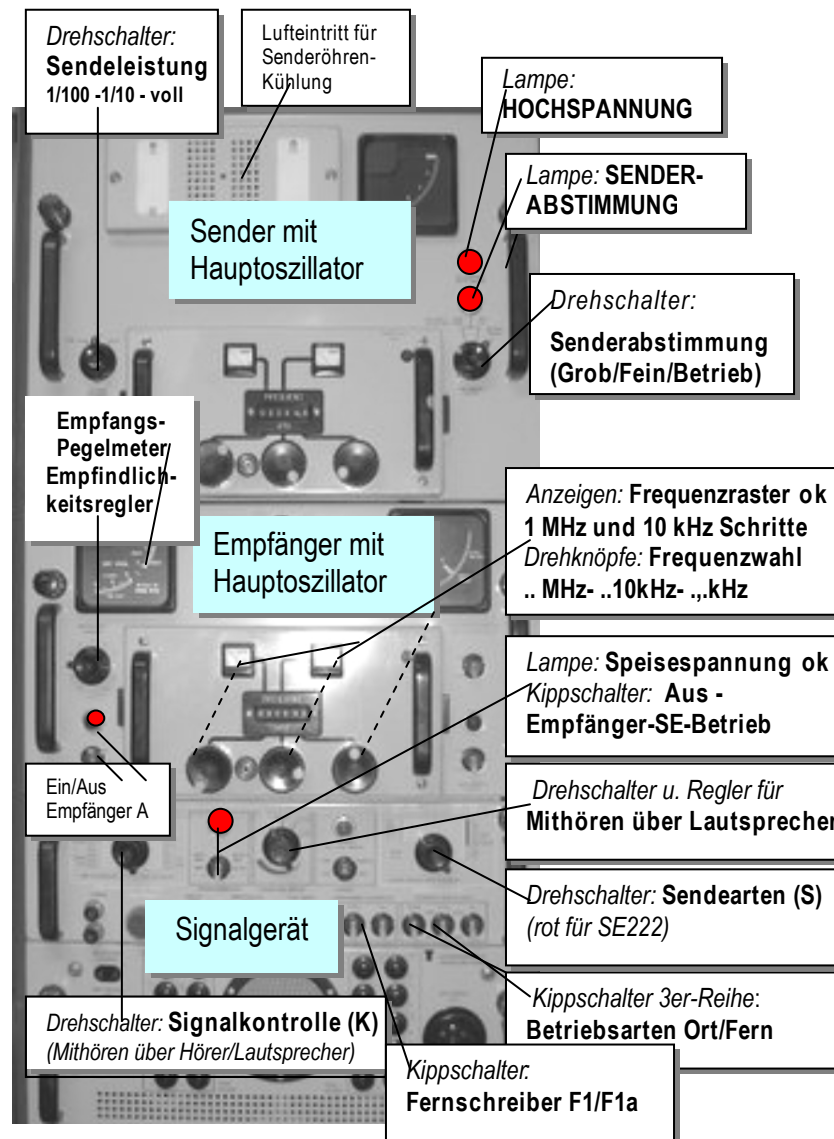 Drehschalter:
Sendeleistung
1/100 -1/10 - voll
Lufteintritt für
Senderöhren-
Kühlung
Lampe:
HOCHSPANNUNG
Lampe: SENDER-
ABSTIMMUNG
Sender mit
Hauptoszillator
Drehschalter:
Senderabstimmung
(Grob/Fein/Betrieb)
Empfangs-
Pegelmeter
Empfindlich-
keitsregler
Empfänger mit
Hauptoszillator
Anzeigen: Frequenzraster ok
1 MHz und 10 kHz Schritte
Drehknöpfe: Frequenzwahl
.. MHz- ..10kHz- .,.kHz
Lampe: Speisespannung ok
Kippschalter: Aus -
Empfänger-SE-Betrieb
Ein/Aus
Empfänger A
Drehschalter u. Regler für
Mithören über Lautsprecher
Drehschalter: Sendearten (S)
(rot für SE222)
Signalgerät
Kippschalter 3er-Reihe:
Betriebsarten Ort/Fern
Drehschalter: Signalkontrolle (K)
(Mithören über Hörer/Lautsprecher)
Kippschalter:
Fernschreiber F1/F1a